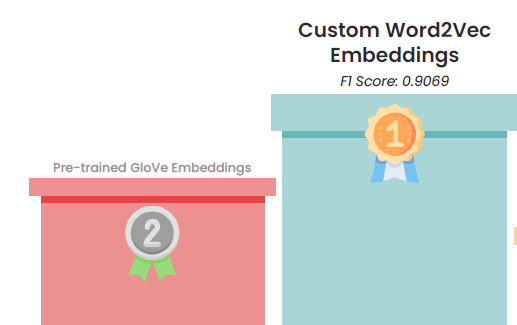 Custom Word2Vec
Embeddings
F1 Score: 0.9069
1
Pre-trained GloVe Embeddings
2